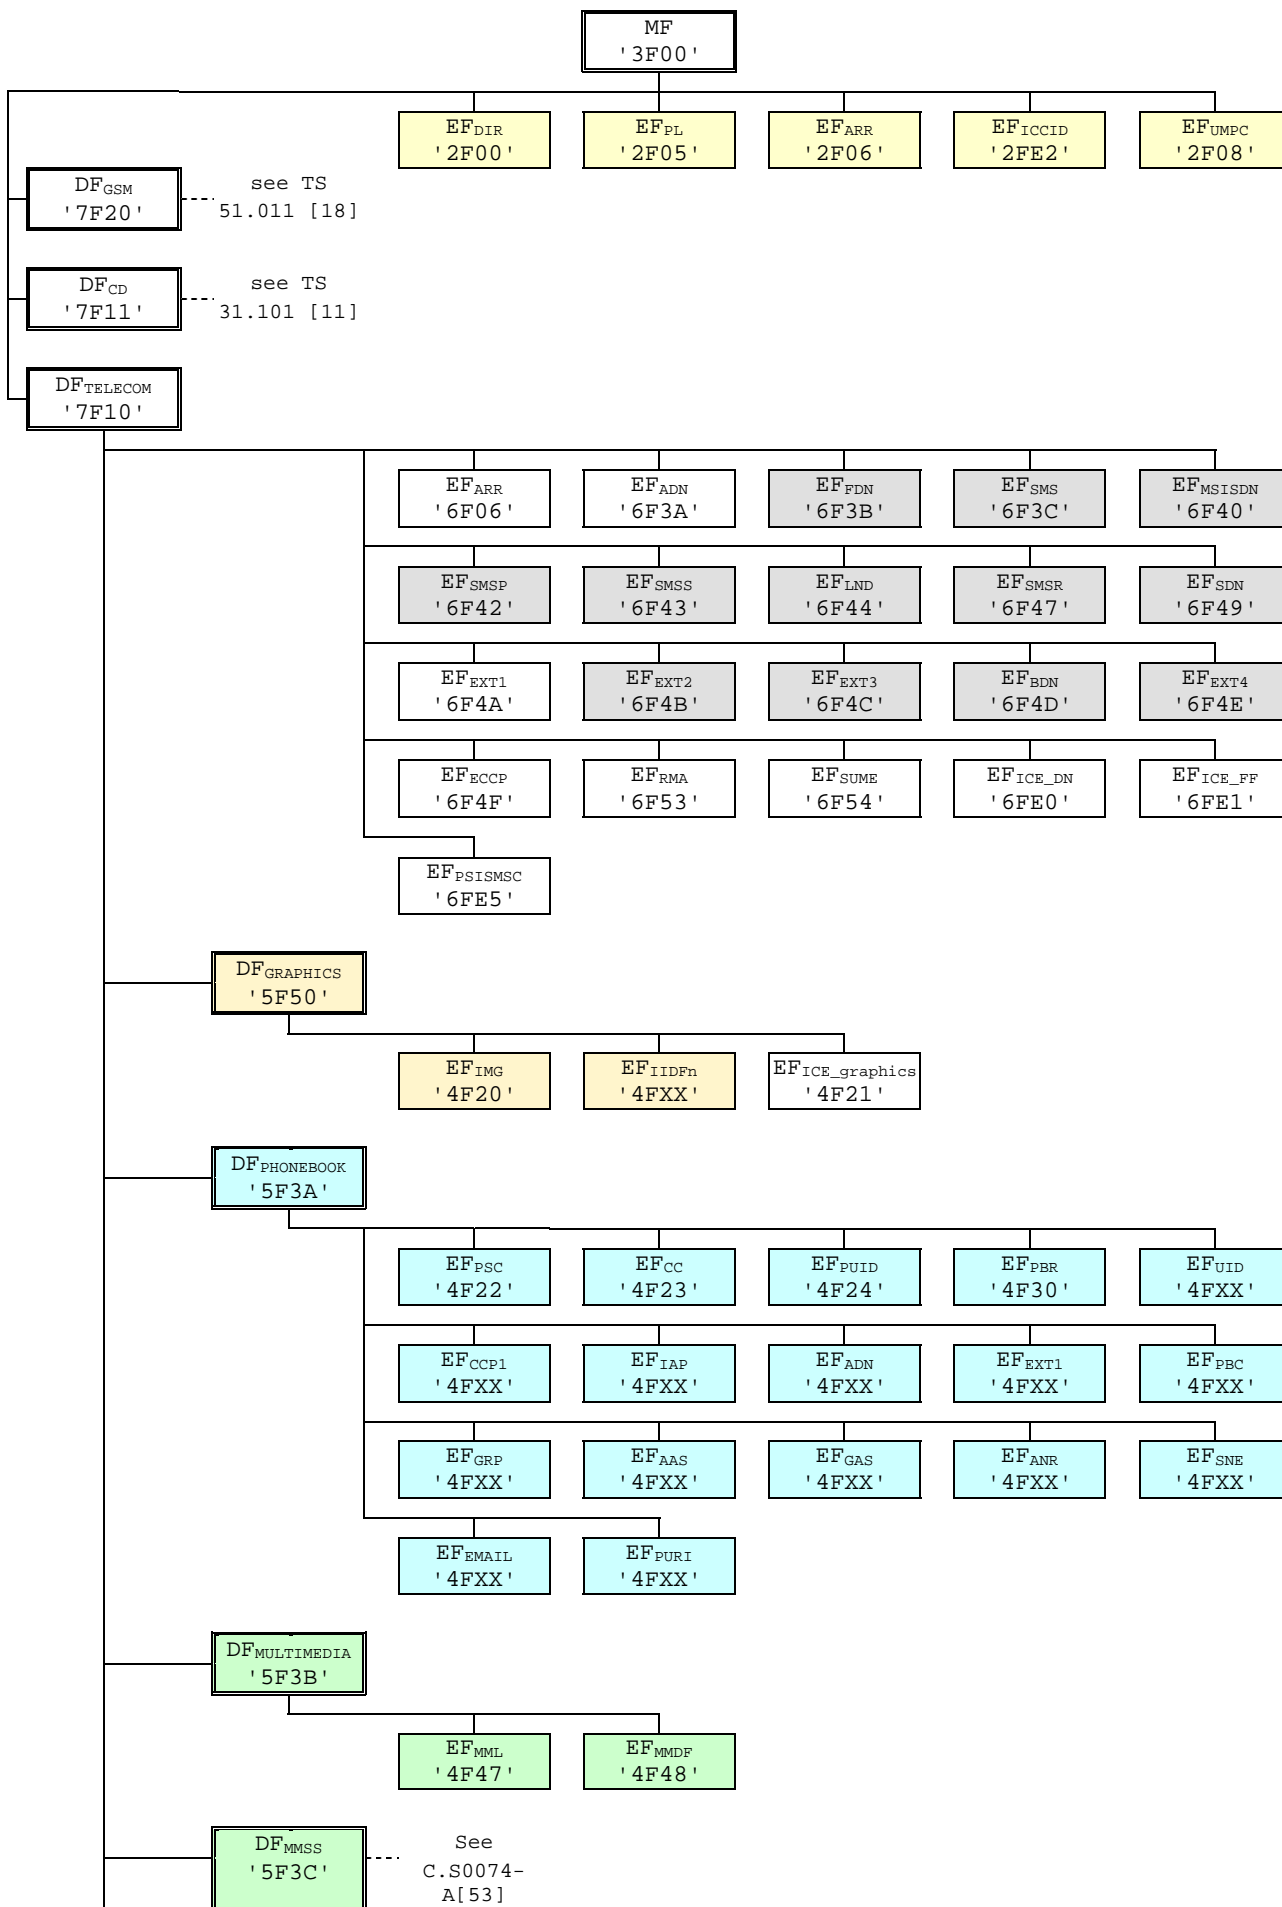 MF
'3F00'
EFDIR
'2F00'
EFPL
'2F05'
EFARR
'2F06'
EFICCID
'2FE2'
EFUMPC
'2F08'
DFGSM
'7F20'
see TS
51.011 [18]
DFCD
'7F11'
see TS
31.101 [11]
DFTELECOM
'7F10'
EFARR
'6F06'
EFADN
'6F3A'
EFFDN
'6F3B'
EFSMS
'6F3C'
EFMSISDN
'6F40'
EFSMSP
'6F42'
EFSMSS
'6F43'
EFLND
'6F44'
EFSMSR
'6F47'
EFSDN
'6F49'
EFEXT1
'6F4A'
EFEXT2
'6F4B'
EFEXT3
'6F4C'
EFBDN
'6F4D'
EFEXT4
'6F4E'
EFECCP
'6F4F'
EFRMA
'6F53'
EFSUME
'6F54'
EFICE_DN
'6FE0'
EFICE_FF
'6FE1'
EFPSISMSC
'6FE5'
DFGRAPHICS
'5F50'
EFIMG
'4F20'
EFIIDFn
'4FXX'
EFICE_graphics
'4F21'
DFPHONEBOOK
'5F3A'
EFPSC
'4F22'
EFCC
'4F23'
EFPUID
'4F24'
EFPBR
'4F30'
EFUID
'4FXX'
EFCCP1
'4FXX'
EFIAP
'4FXX'
EFADN
'4FXX'
EFEXT1
'4FXX'
EFPBC
'4FXX'
EFGRP
'4FXX'
EFAAS
'4FXX'
EFGAS
'4FXX'
EFANR
'4FXX'
EFSNE
'4FXX'
EFEMAIL
'4FXX'
EFPURI
'4FXX'
DFMULTIMEDIA
'5F3B'
EFMML
'4F47'
EFMMDF
'4F48'
DFMMSS
'5F3C'
See
C.S0074-
A[53]